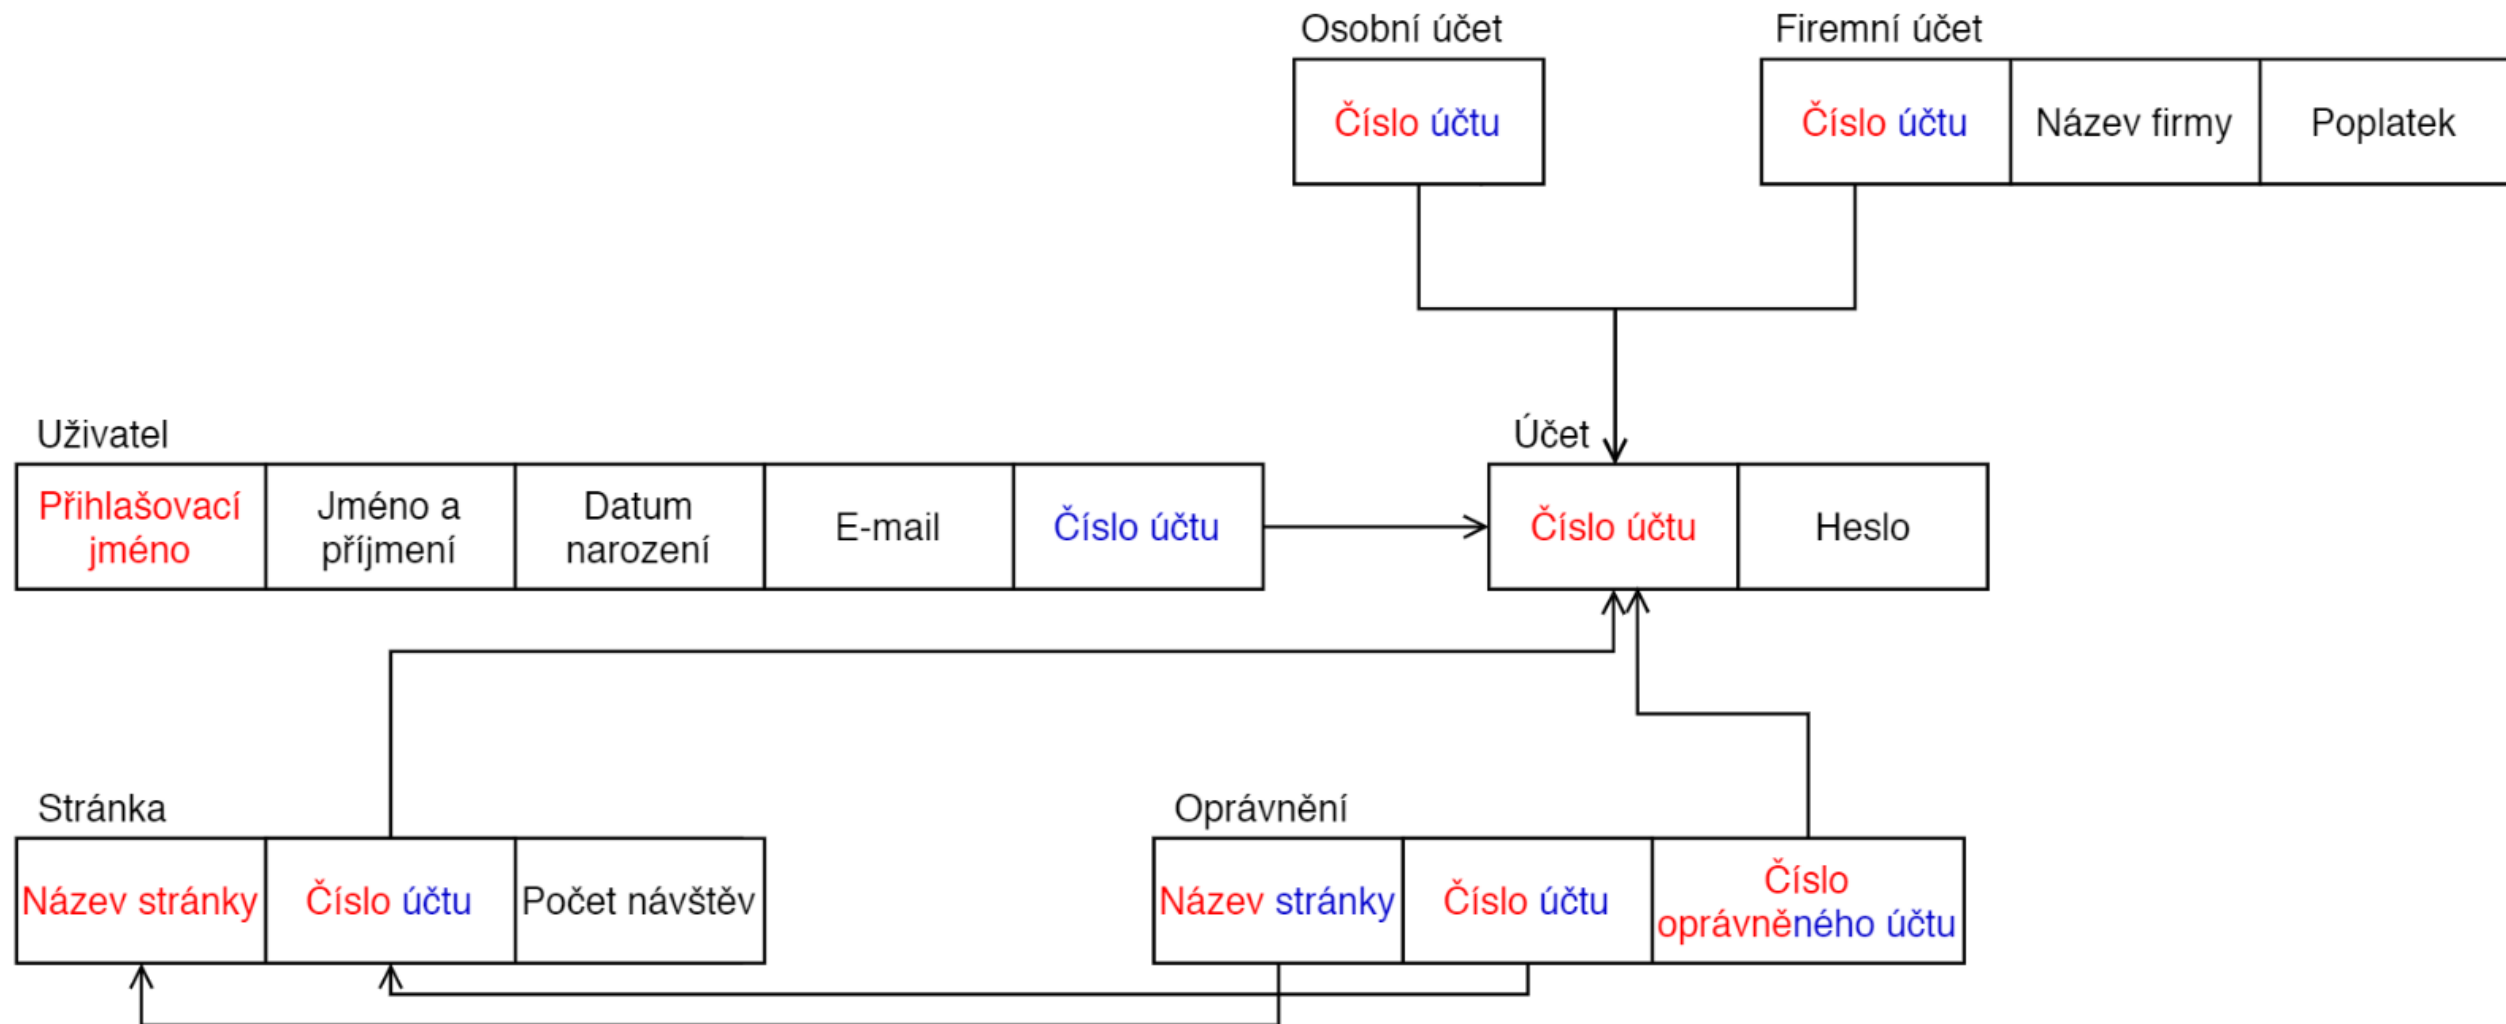 Osobní účet
Firemní účet
Číslo účtu
Číslo účtu
Název firmy
Poplatek
Uživatel
Účet
Přihlašovací
jméno
Jméno a
příjmení
Datum
narození
E-mail
Číslo účtu
Číslo účtu
Heslo
Stránka
Oprávnění
Název stránky
Číslo účtu
Počet návštěv
Název stránky
Číslo účtu
Číslo
oprávněného účtu